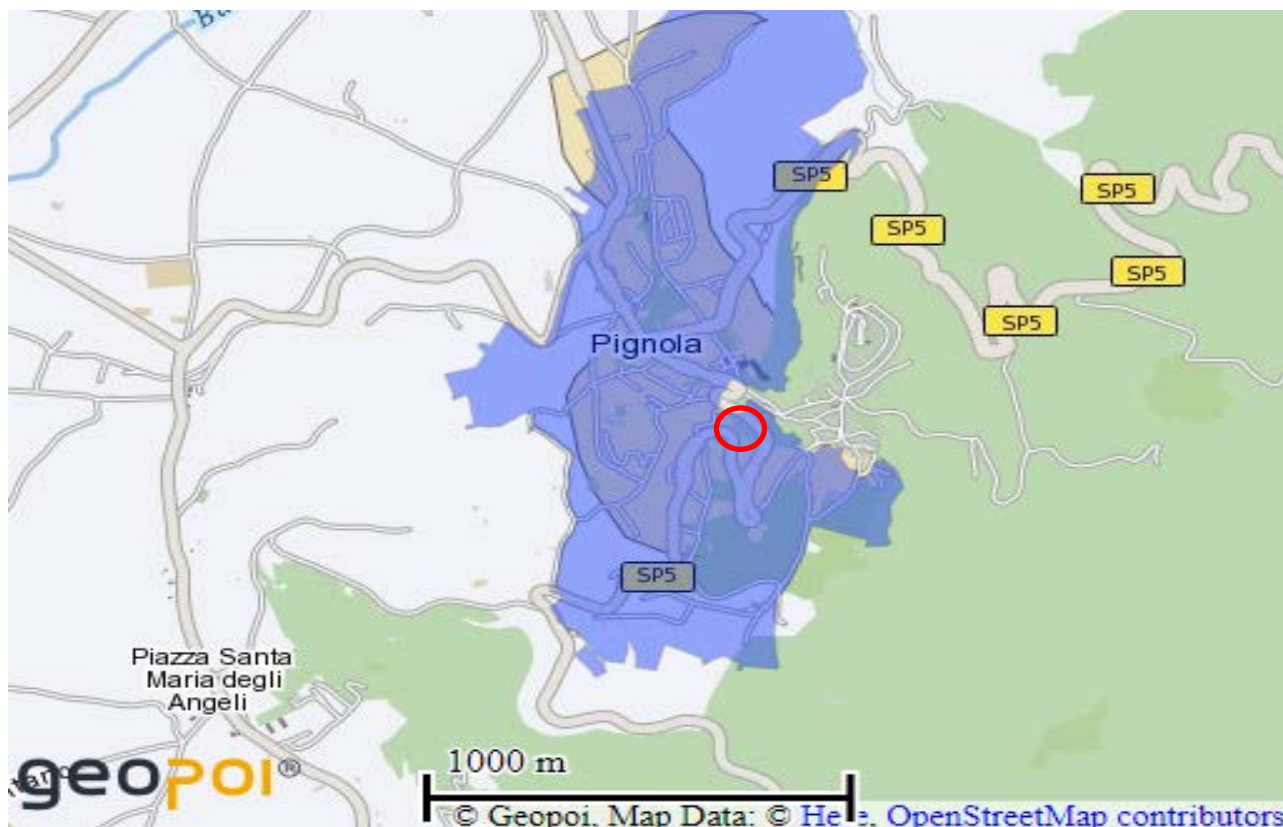 SP5
SP5
SP5
SP5
SP5
Pignola
SP5
Piazza Santa
Maria degli
Angeli
geopoi®
1000 m
© Geopoi, Map Data: © Here, OpenStreetMap contributors